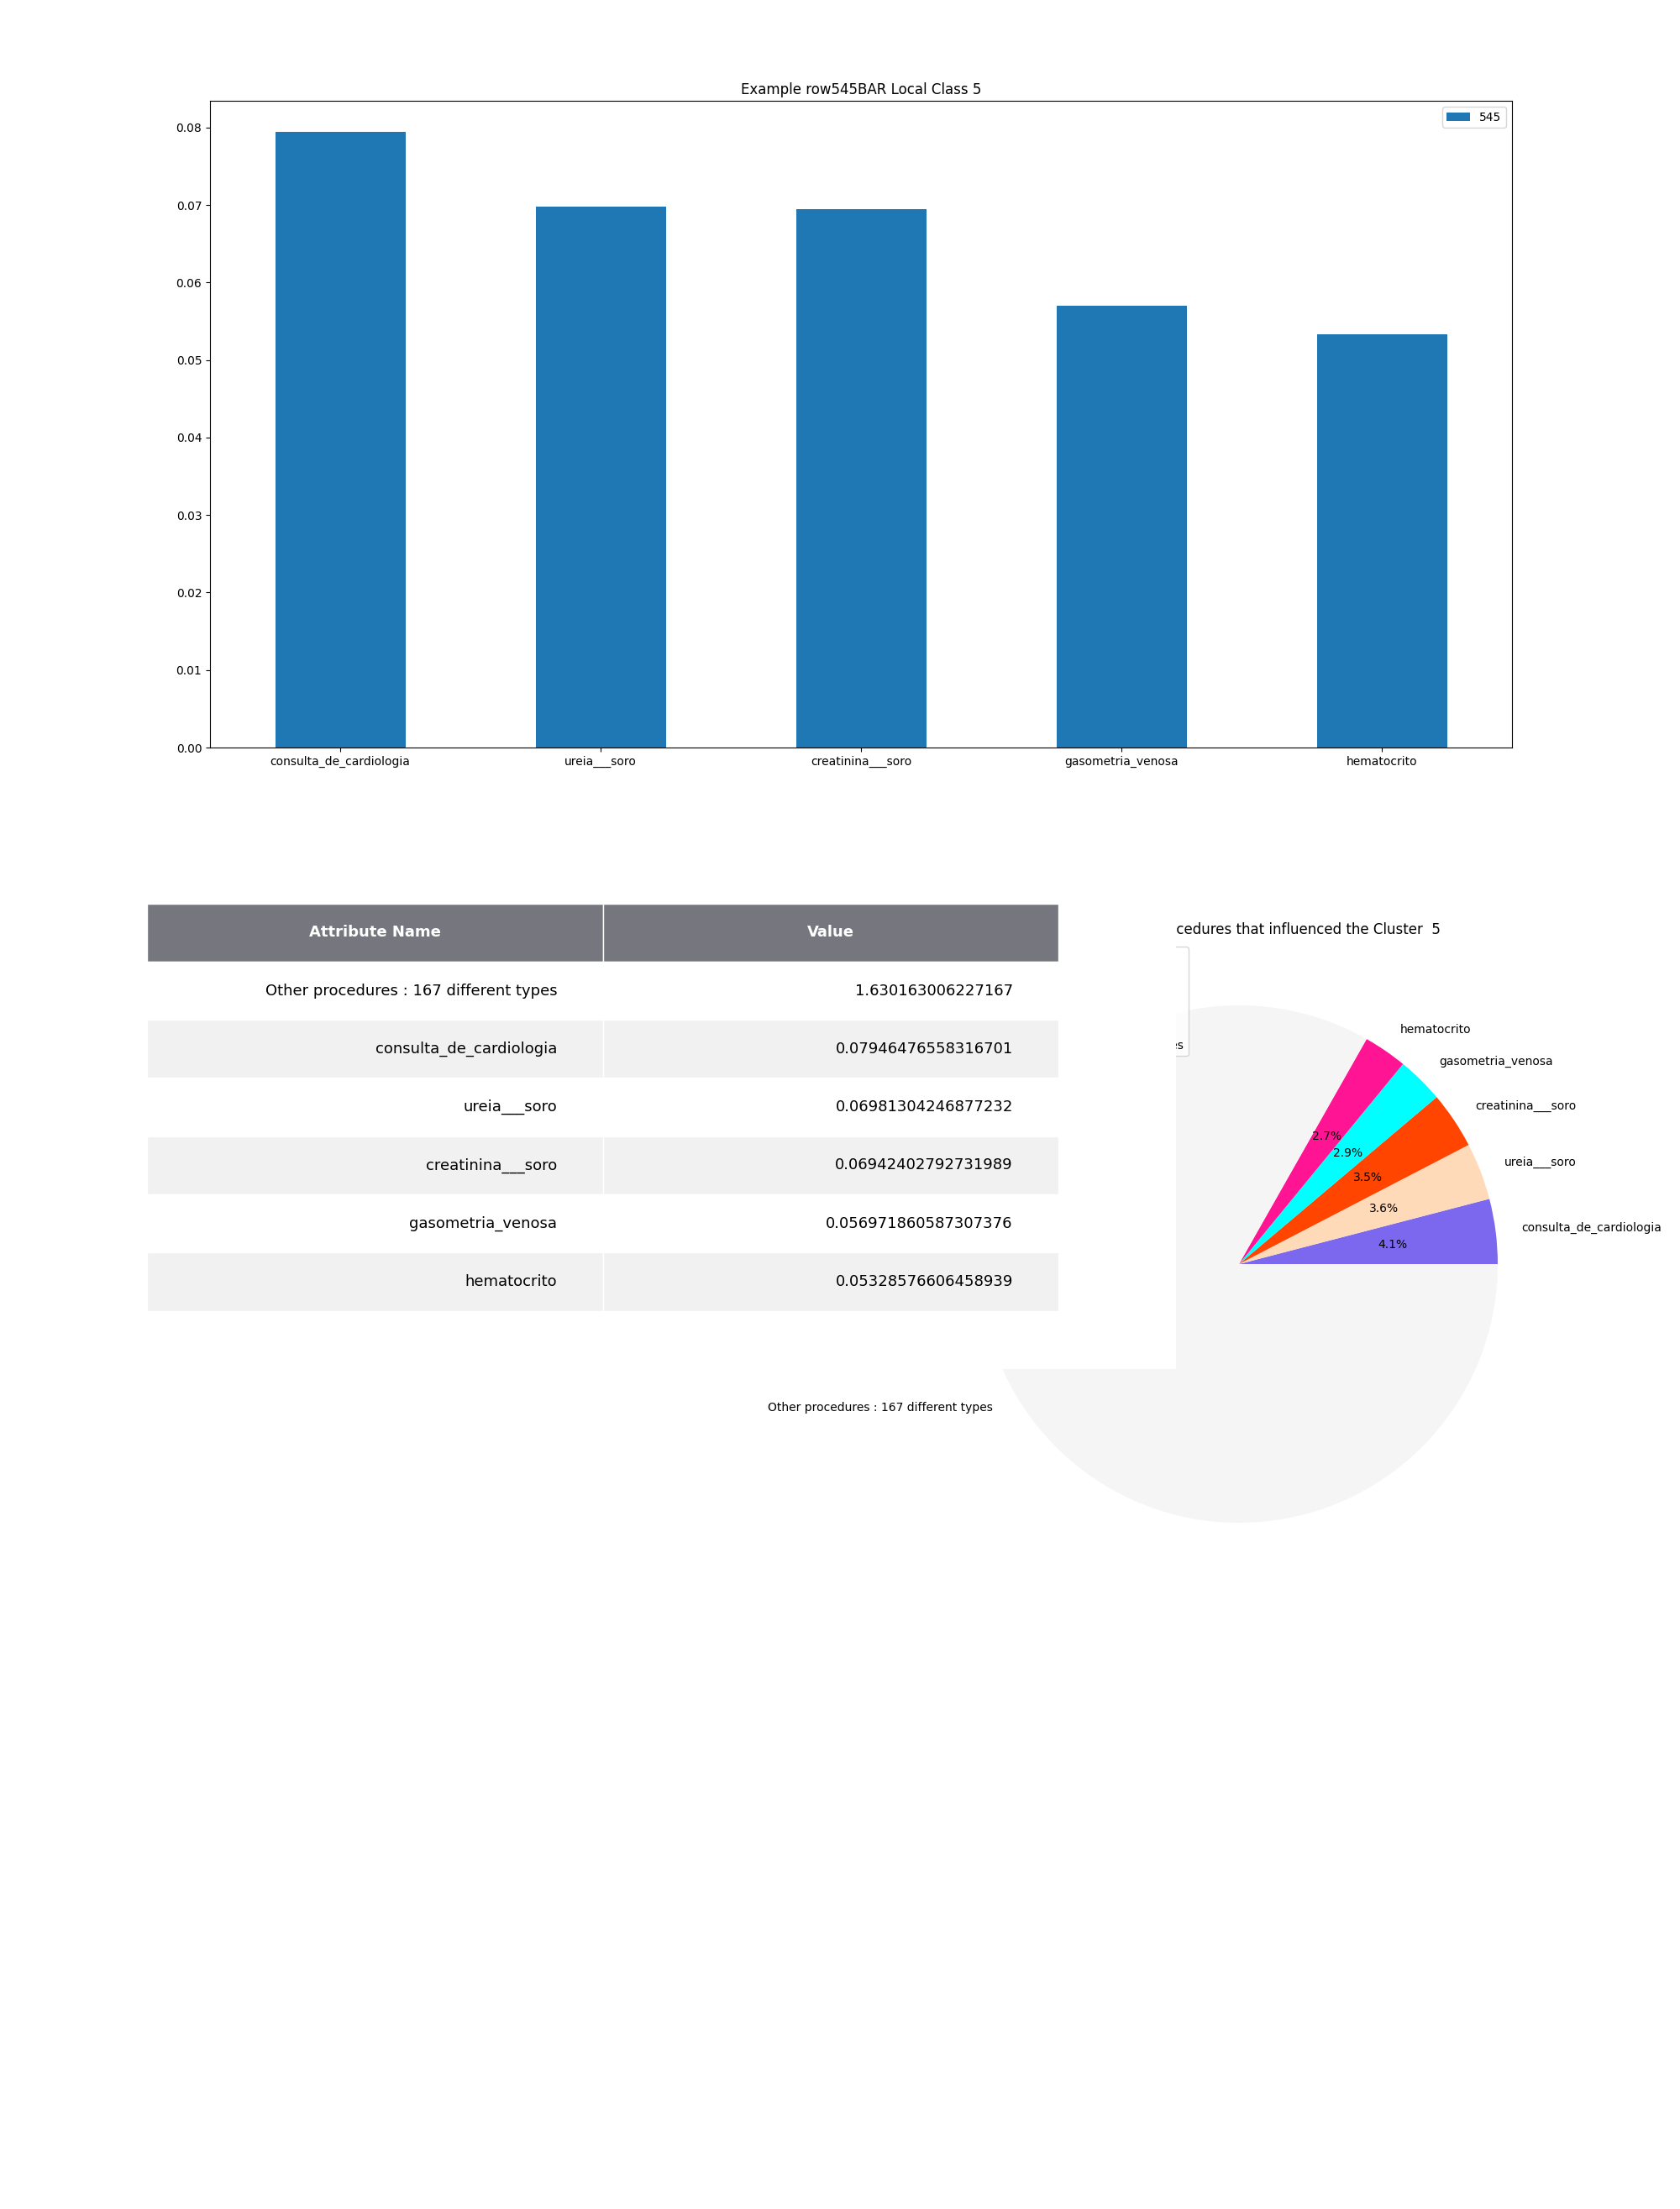 Example row545BAR Local Class 5
545
0.08
0.07
0.06
0.05
0.04
0.03
0.02
0.01
0.00
consulta_de_cardiologia
ureia___soro
creatinina___soro
gasometria_venosa
hematocrito
Attribute Name Value
Other procedures : 167 different types 1.630163006227167
consulta_de_cardiologia 0.07946476558316701
ureia___soro 0.06981304246877232
creatinina___soro 0.06942402792731989
gasometria_venosa 0.056971860587307376
hematocrito 0.05328576606458939
cedures that influenced the Cluster 5
hematocrito
gasometria_venosa
creatinina___soro
ureia___soro
consulta_de_cardiologia
2.7%
2.9%
3.5%
3.6%
4.1%
Other procedures : 167 different types